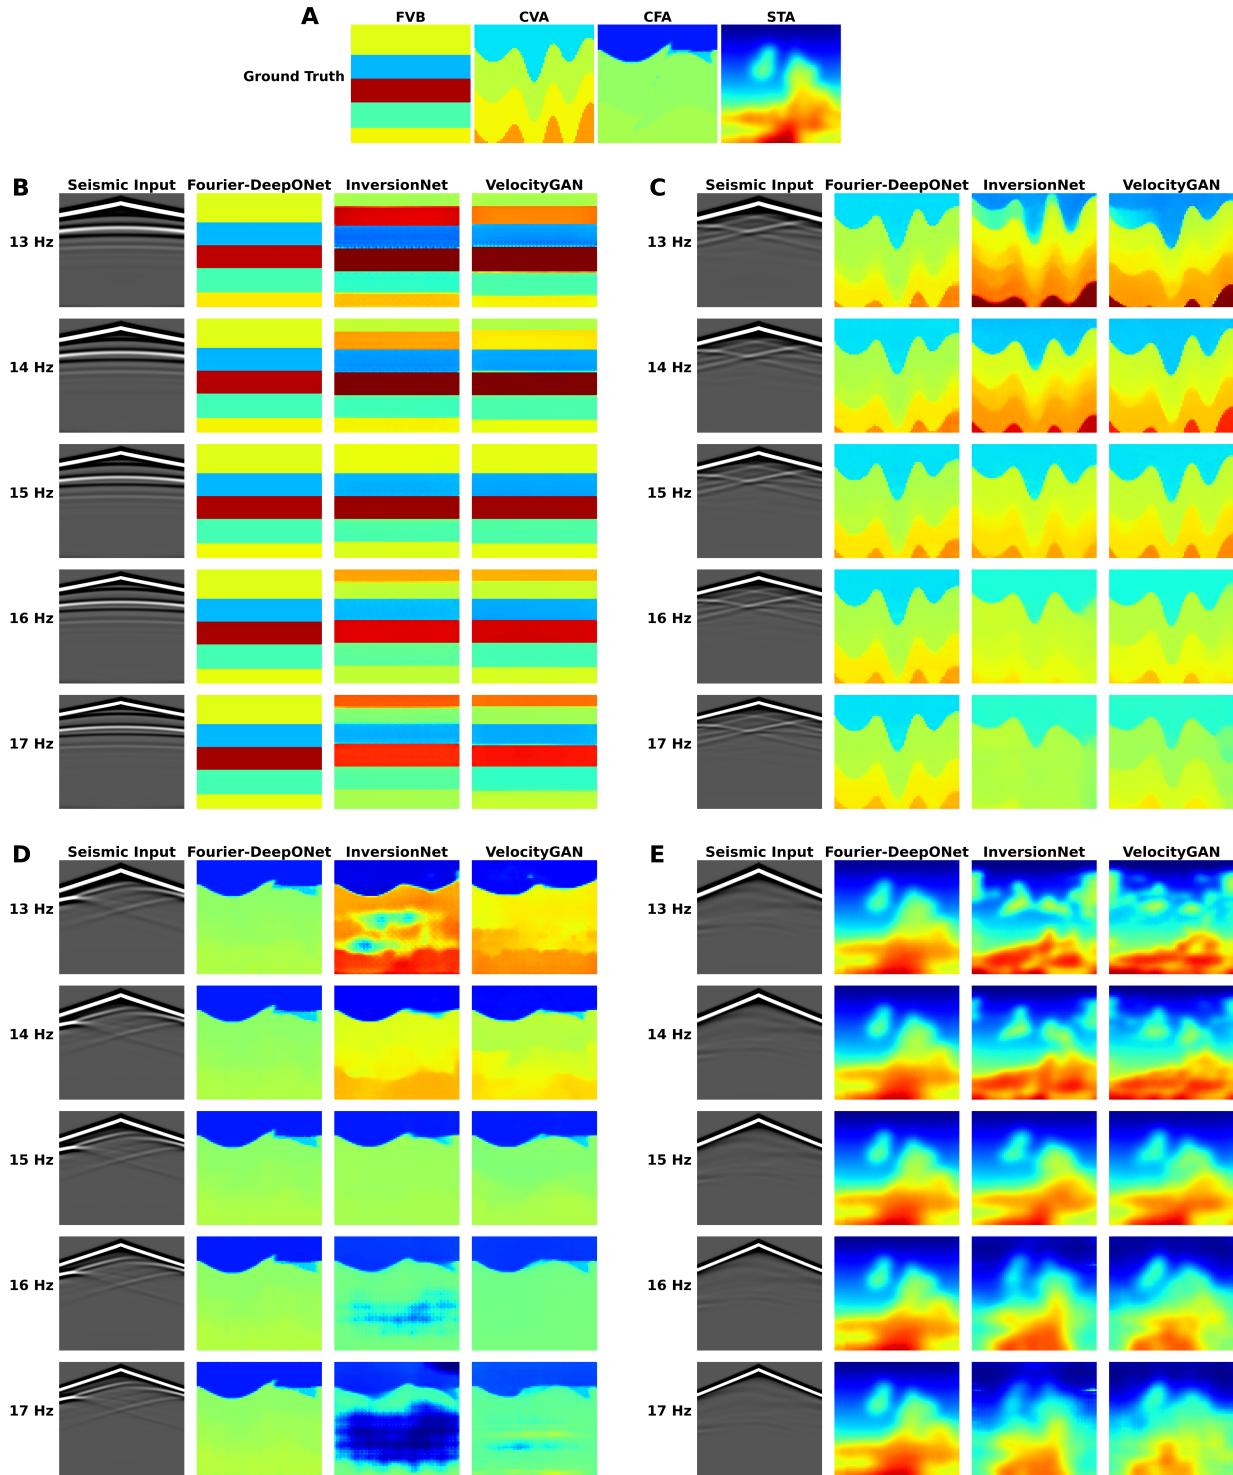 A
FVB CVA CFA STA
Ground Truth
B
Seismic Input Fourier-DeepONet InversionNet VelocityGAN
13 Hz
14 Hz
15 Hz
16 Hz
17 Hz
C
Seismic Input Fourier-DeepONet InversionNet VelocityGAN
13 Hz
14 Hz
15 Hz
16 Hz
17 Hz
D
Seismic Input Fourier-DeepONet InversionNet VelocityGAN
13 Hz
14 Hz
15 Hz
16 Hz
17 Hz
E
Seismic Input Fourier-DeepONet InversionNet VelocityGAN
13 Hz
14 Hz
15 Hz
16 Hz
17 Hz